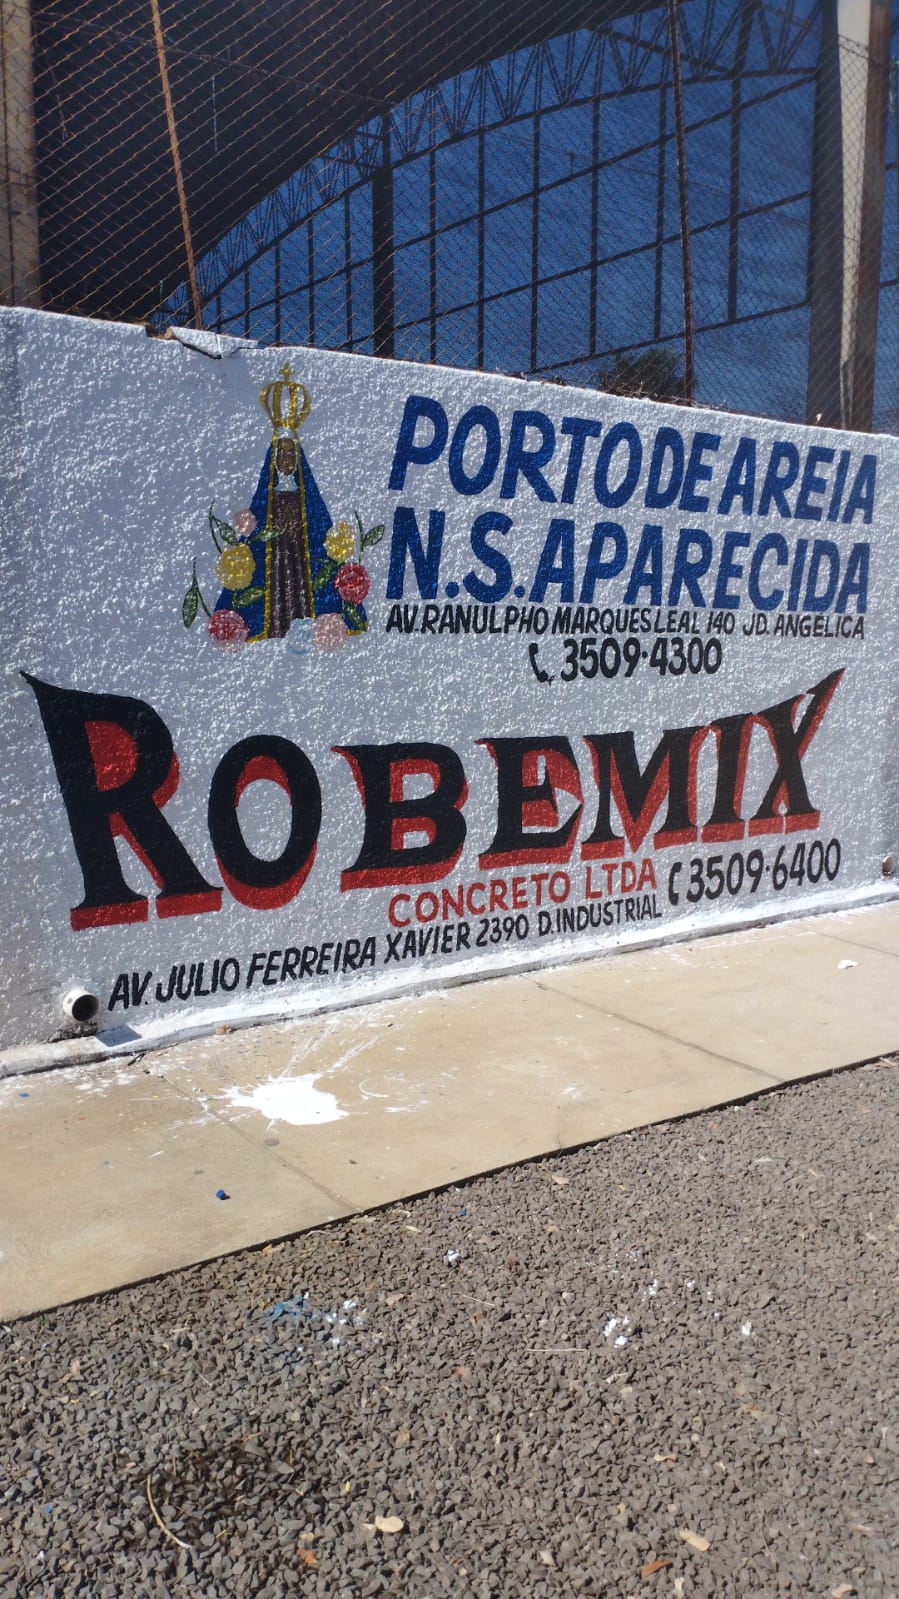 PORTO DE AREIA
N.S.APARECIDA
AV. RANULPHO MARQUES LEAL 140 JD. ANGELICA
3509-4300
ROBEMIX
CONCRETO LTDA 3509-6400
AV. JULIO FERREIRA XAVIER 2390 D.INDUSTRIAL